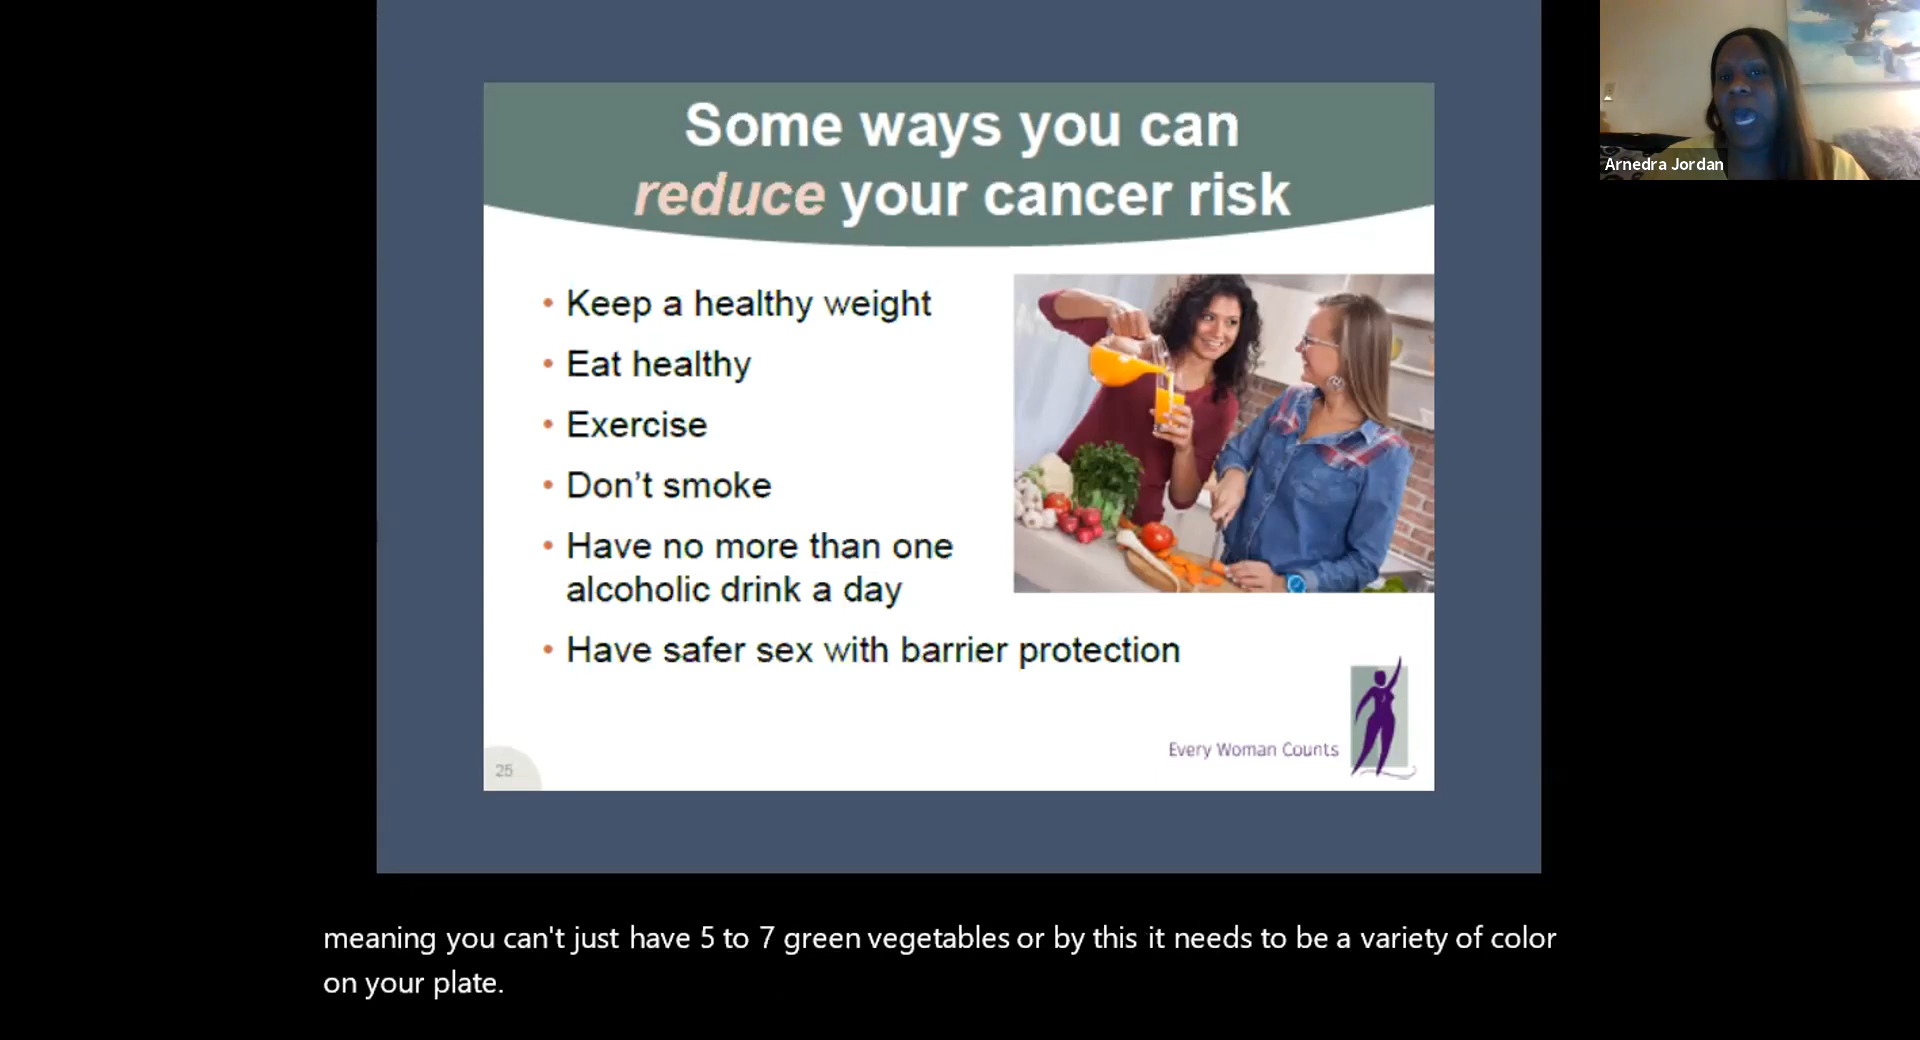 Some ways you can
reduce your cancer risk
• Keep a healthy weight
• Eat healthy
• Exercise
• Don't smoke
• Have no more than one
alcoholic drink a day
• Have safer sex with barrier protection
Every Woman Counts
25
Arnedra Jordan
meaning you can't just have 5 to 7 green vegetables or by this it needs to be a variety of color
on your plate.